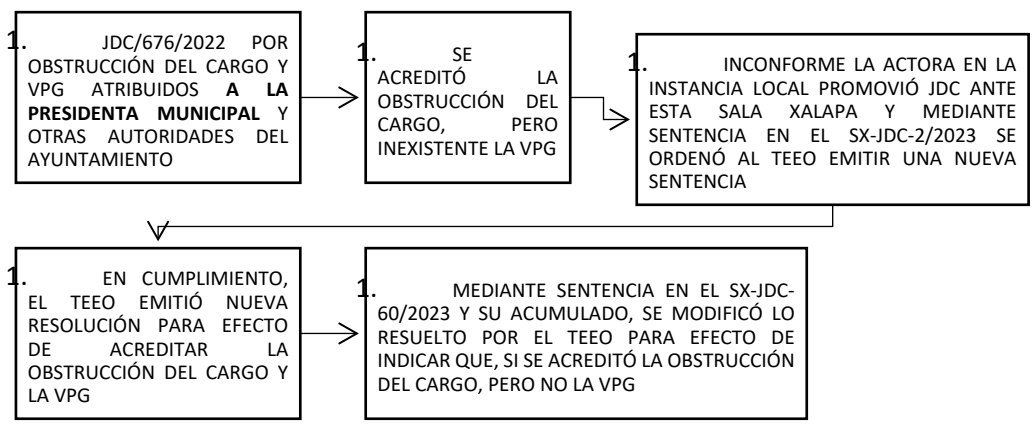 1. JDC/676/2022 POR
OBSTRUCCIÓN DEL CARGO Y
VPG ATRIBUIDOS A LA
PRESIDENTA MUNICIPAL Y
OTRAS AUTORIDADES DEL
AYUNTAMIENTO
1. SE
ACREDITÓ LA
OBSTRUCCIÓN DEL
CARGO, PERO
INEXISTENTE LA VPG
1. INCONFORME LA ACTORA EN LA
INSTANCIA LOCAL PROMOVIÓ JDC ANTE
ESTA SALA XALAPA Y MEDIANTE
SENTENCIA EN EL SX-JDC-2/2023 SE
ORDENÓ AL TEEO EMITIR UNA NUEVA
SENTENCIA
1. EN CUMPLIMIENTO,
EL TEEO EMITIÓ NUEVA
RESOLUCIÓN PARA EFECTO
DE ACREDITAR LA
OBSTRUCCIÓN DEL CARGO Y
LA VPG
1. MEDIANTE SENTENCIA EN EL SX-JDC-
60/2023 Y SU ACUMULADO, SE MODIFICÓ LO
RESUELTO POR EL TEEO PARA EFECTO DE
INDICAR QUE, SI SE ACREDITÓ LA OBSTRUCCIÓN
DEL CARGO, PERO NO LA VPG